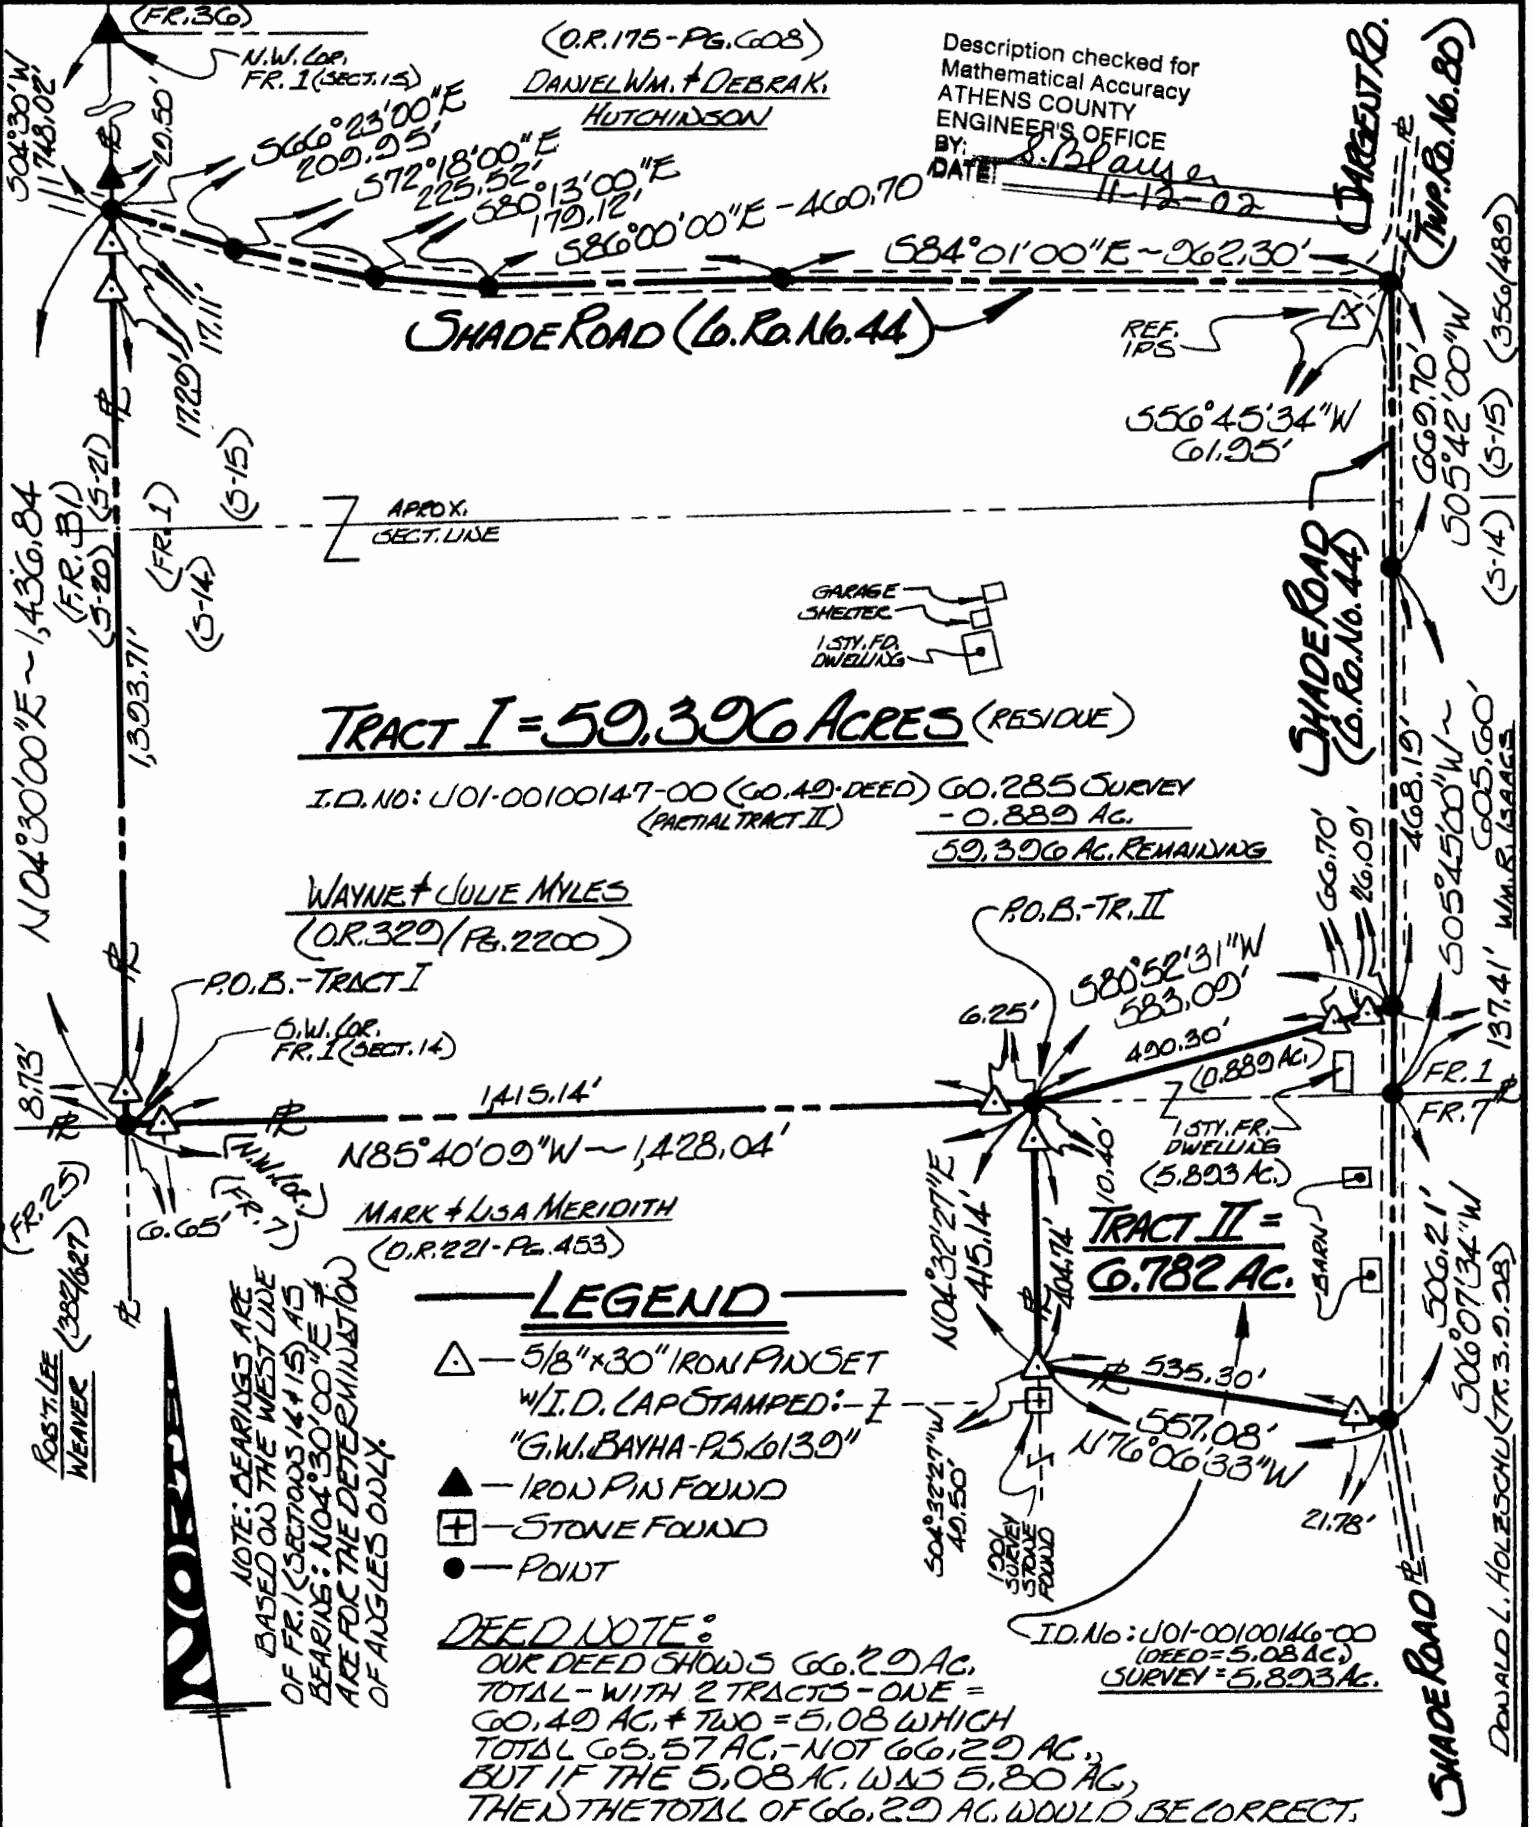 (FR.36)
N.W. COR.
FR. 1 (SECT. 15)
(O.R. 175-PG. 608)
DANIEL WM. & DEBRA K.
HUTCHINSON
Description checked for
Mathematical Accuracy
ATHENS COUNTY
ENGINEER'S OFFICE
BY: S. Blauser
DATE: 11-12-02
(DARGENT RD.
(TWP. RD. No. 80)
S04°30'W
1,748.02'
29.50'
S66°23'00"E
209.95'
S72°18'00"E
225.52'
S80°13'00"E
179.12'
S86°00'00"E - 460.70
S84°01'00"E ~ 962.30'
SHADE ROAD (Co. Rd. No. 44)
REF.
IPS
S56°45'34"W
61.95'
17.11'
17.29'
669.70'
S05°42'00"W
(S-14) | (S-15) (356/489)
(S-21)
(S-15)
APROX.
SECT. LINE
(FR. 31)
(S-20)
(FR. 1)
(S-14)
N04°30'00"E ~ 1,436.84
1,393.71'
GARAGE
SHELTER
1 STY. FD.
DWELLING
SHADE ROAD
(Co. Rd. No. 44)
TRACT I = 59.396 ACRES (RESIDUE)
I.D. NO: J01-00100147-00 (60.49-DEED) 60.285 SURVEY
(PARTIAL TRACT II) - 0.889 AC.
59.396 AC. REMAINING
468.19'
S05°45'00"W ~
605.60'
WM. R. ISAACS
66.70'
26.09'
WAYNE & JULIE MYLES
(O.R. 329/PG. 2200)
P.O.B.-TR. II
P.O.B.-TRACT I
S.W. COR.
FR. 1 (SECT. 14)
S80°52'31"W
583.09'
6.25'
490.30'
(0.889 AC.)
137.41'
FR. 1
FR. 7
8.73'
1,415.14'
N85°40'09"W ~ 1,428.04'
(N.W. COR.
FR. 7)
6.65'
(FR. 25)
MARK & LISA MERIDITH
(O.R. 221-PG. 453)
10.40'
1 STY. FR.
DWELLING
(5.893 AC.)
BARN
N04°32'27"E
415.14'
404.74'
TRACT II =
6.782 AC.
506.21'
S06°07'34"W
ROB'T. LEE
WEAVER (382/627)
NOTE: BEARINGS ARE
BASED ON THE WEST LINE
OF FR. 1 (SECTIONS 14 & 15) AS
BEARING: N04°30'00"E &
ARE FOR THE DETERMINATION
OF ANGLES ONLY.
NORTH
LEGEND
5/8"x30" IRON PIN SET
W/I.D. CAP STAMPED:
"G.W. BAYHA-P.S. 6139"
IRON PIN FOUND
STONE FOUND
POINT
535.30'
557.08'
N76°06'33"W
S04°32'27"W
49.50'
1901
SURVEY
STONE
FOUND
21.78'
SHADE ROAD
DONALD L. HOLZSCHU (TR. 3.9.98)
I.D. No: J01-00100146-00
(DEED = 5.08 AC.)
SURVEY = 5.893 AC.
DEED NOTE:
OUR DEED SHOWS 66.29 AC.
TOTAL - WITH 2 TRACTS - ONE =
60.49 AC. & TWO = 5.08 WHICH
TOTAL 65.57 AC. - NOT 66.29 AC.,
BUT IF THE 5.08 AC. WAS 5.80 AC,
THEN THE TOTAL OF 66.29 AC. WOULD BE CORRECT.